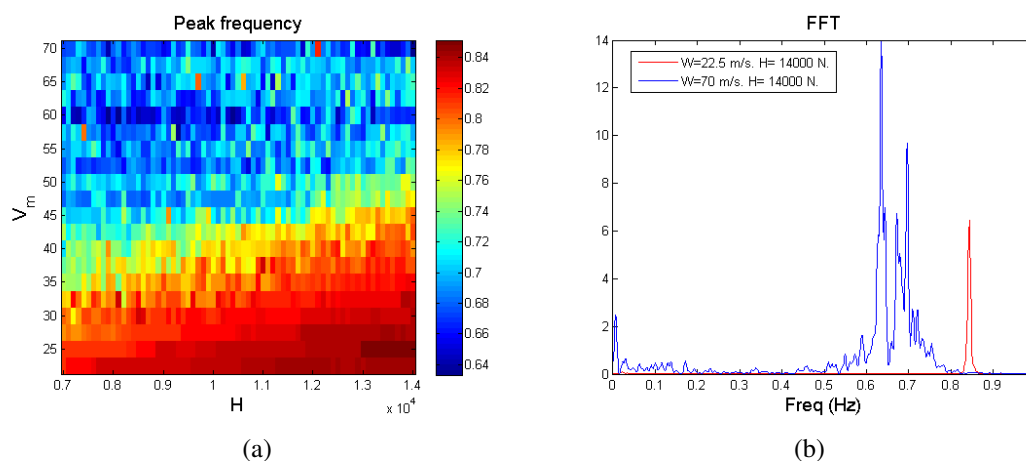 Peak frequency
70
65
60
55
50
45
40
35
30
25
V_m
0.7 0.8 0.9 1 1.1 1.2 1.3 1.4
x 10^4
H
0.84
0.82
0.8
0.78
0.76
0.74
0.72
0.7
0.68
0.66
0.64
(a)
FFT
14
12
10
8
6
4
2
0
W=22.5 m/s. H= 14000 N.
W=70 m/s. H= 14000 N.
0 0.1 0.2 0.3 0.4 0.5 0.6 0.7 0.8 0.9
Freq (Hz)
(b)